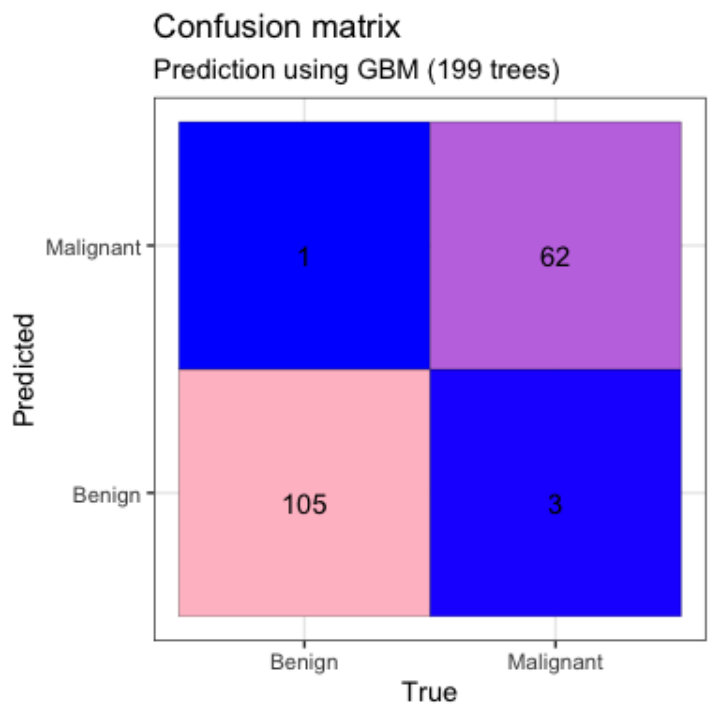 Confusion matrix
Prediction using GBM (199 trees)
Malignant
1
62
Predicted
Benign
105
3
Benign
Malignant
True